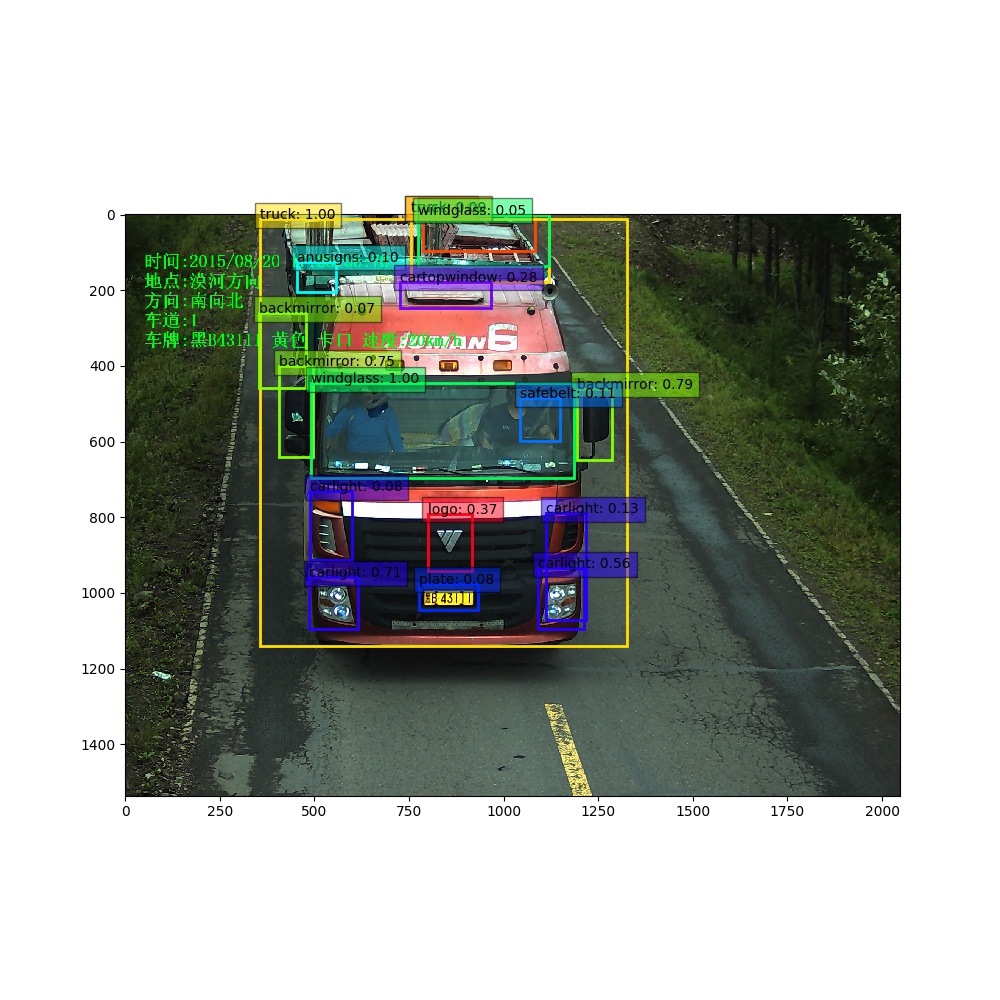 truck: 1.00
windglass: 0.05
anusigns: 0.10
时间:2015/08/20
cartopwindow: 0.28
地点:漠河方向
方向:南向北
backmirror: 0.07
车道:1
车牌:黑B43111 黄色 卡口 速度:20km/h
6
backmirror: 0.75
windglass: 1.00
backmirror: 0.79
safebelt: 0.11
carlight: 0.08
logo: 0.37
carlight: 0.13
carlight: 0.56
carlight: 0.71
plate: 0.08
黑B 43111
0
200
400
600
800
1000
1200
1400
0 250 500 750 1000 1250 1500 1750 2000